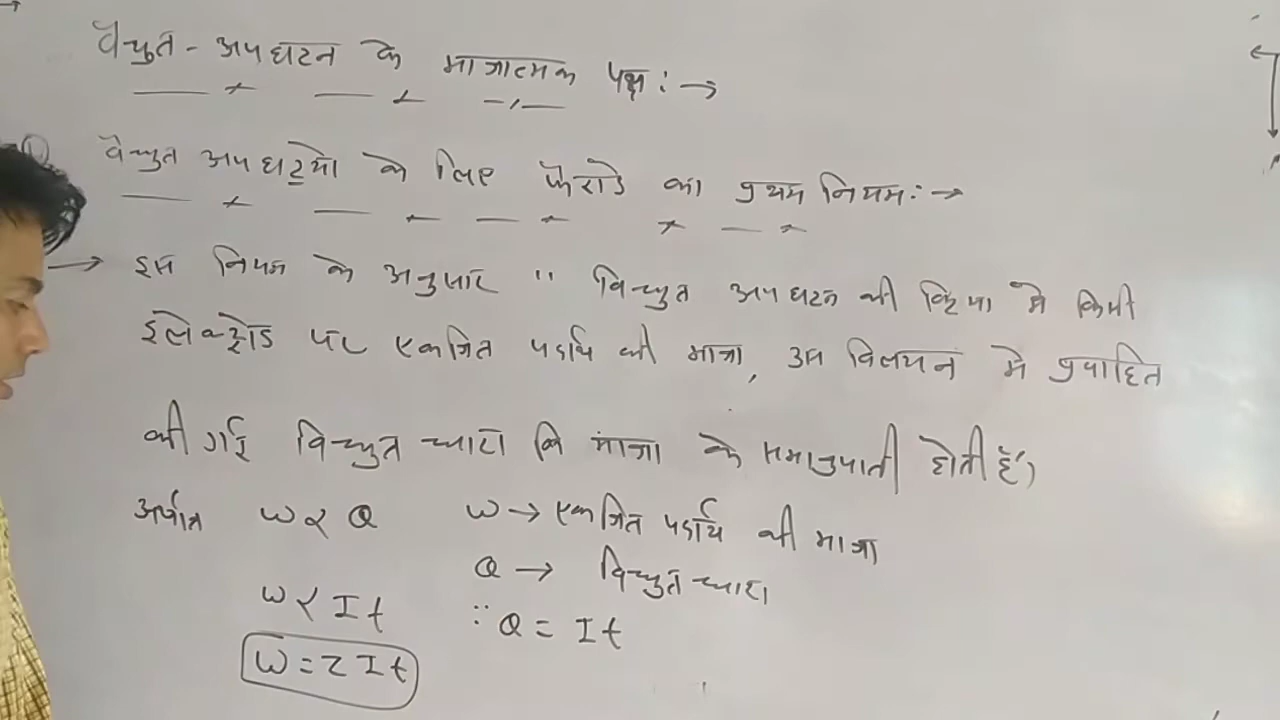 वैद्युत - अपघटन के मात्रात्मक पक्ष :→
वैद्युत अपघट्यो के लिए फैराडे का प्रथम नियम :→
→ इस नियम के अनुसार " विद्युत अपघटन की क्रिया मे किसी
इलेक्ट्रोड पर एकत्रित पदार्थ की मात्रा, उस विलयन मे प्रवाहित
की गई विद्युत धारा कि मात्रा के समानुपाती होती है"
अर्थात w ∝ Q w → एकत्रित पदार्थ की मात्रा
Q → विद्युत धारा
w ∝ It ∵ Q = It
w = ZIt